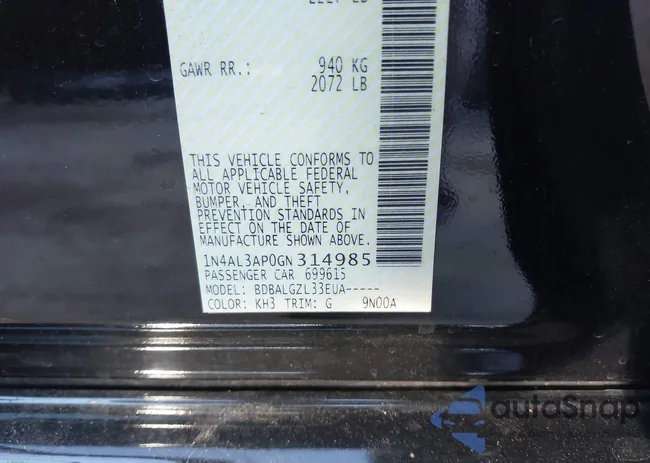 GAWR RR.: 940 KG
2072 LB
THIS VEHICLE CONFORMS TO
ALL APPLICABLE FEDERAL
MOTOR VEHICLE SAFETY,
BUMPER, AND THEFT
PREVENTION STANDARDS IN
EFFECT ON THE DATE OF
MANUFACTURE SHOWN ABOVE.
1N4AL3AP0GN314985
PASSENGER CAR 699615
MODEL: BDBALGZL33EUA-----
COLOR: KH3 TRIM: G 9N00A
autoSnap